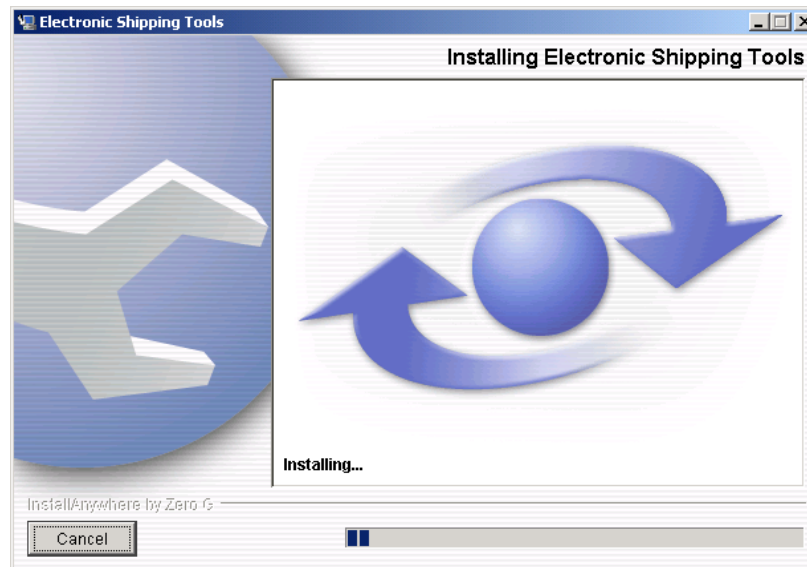 Electronic Shipping Tools
Installing Electronic Shipping Tools
Installing...
InstallAnywhere by Zero G
Cancel